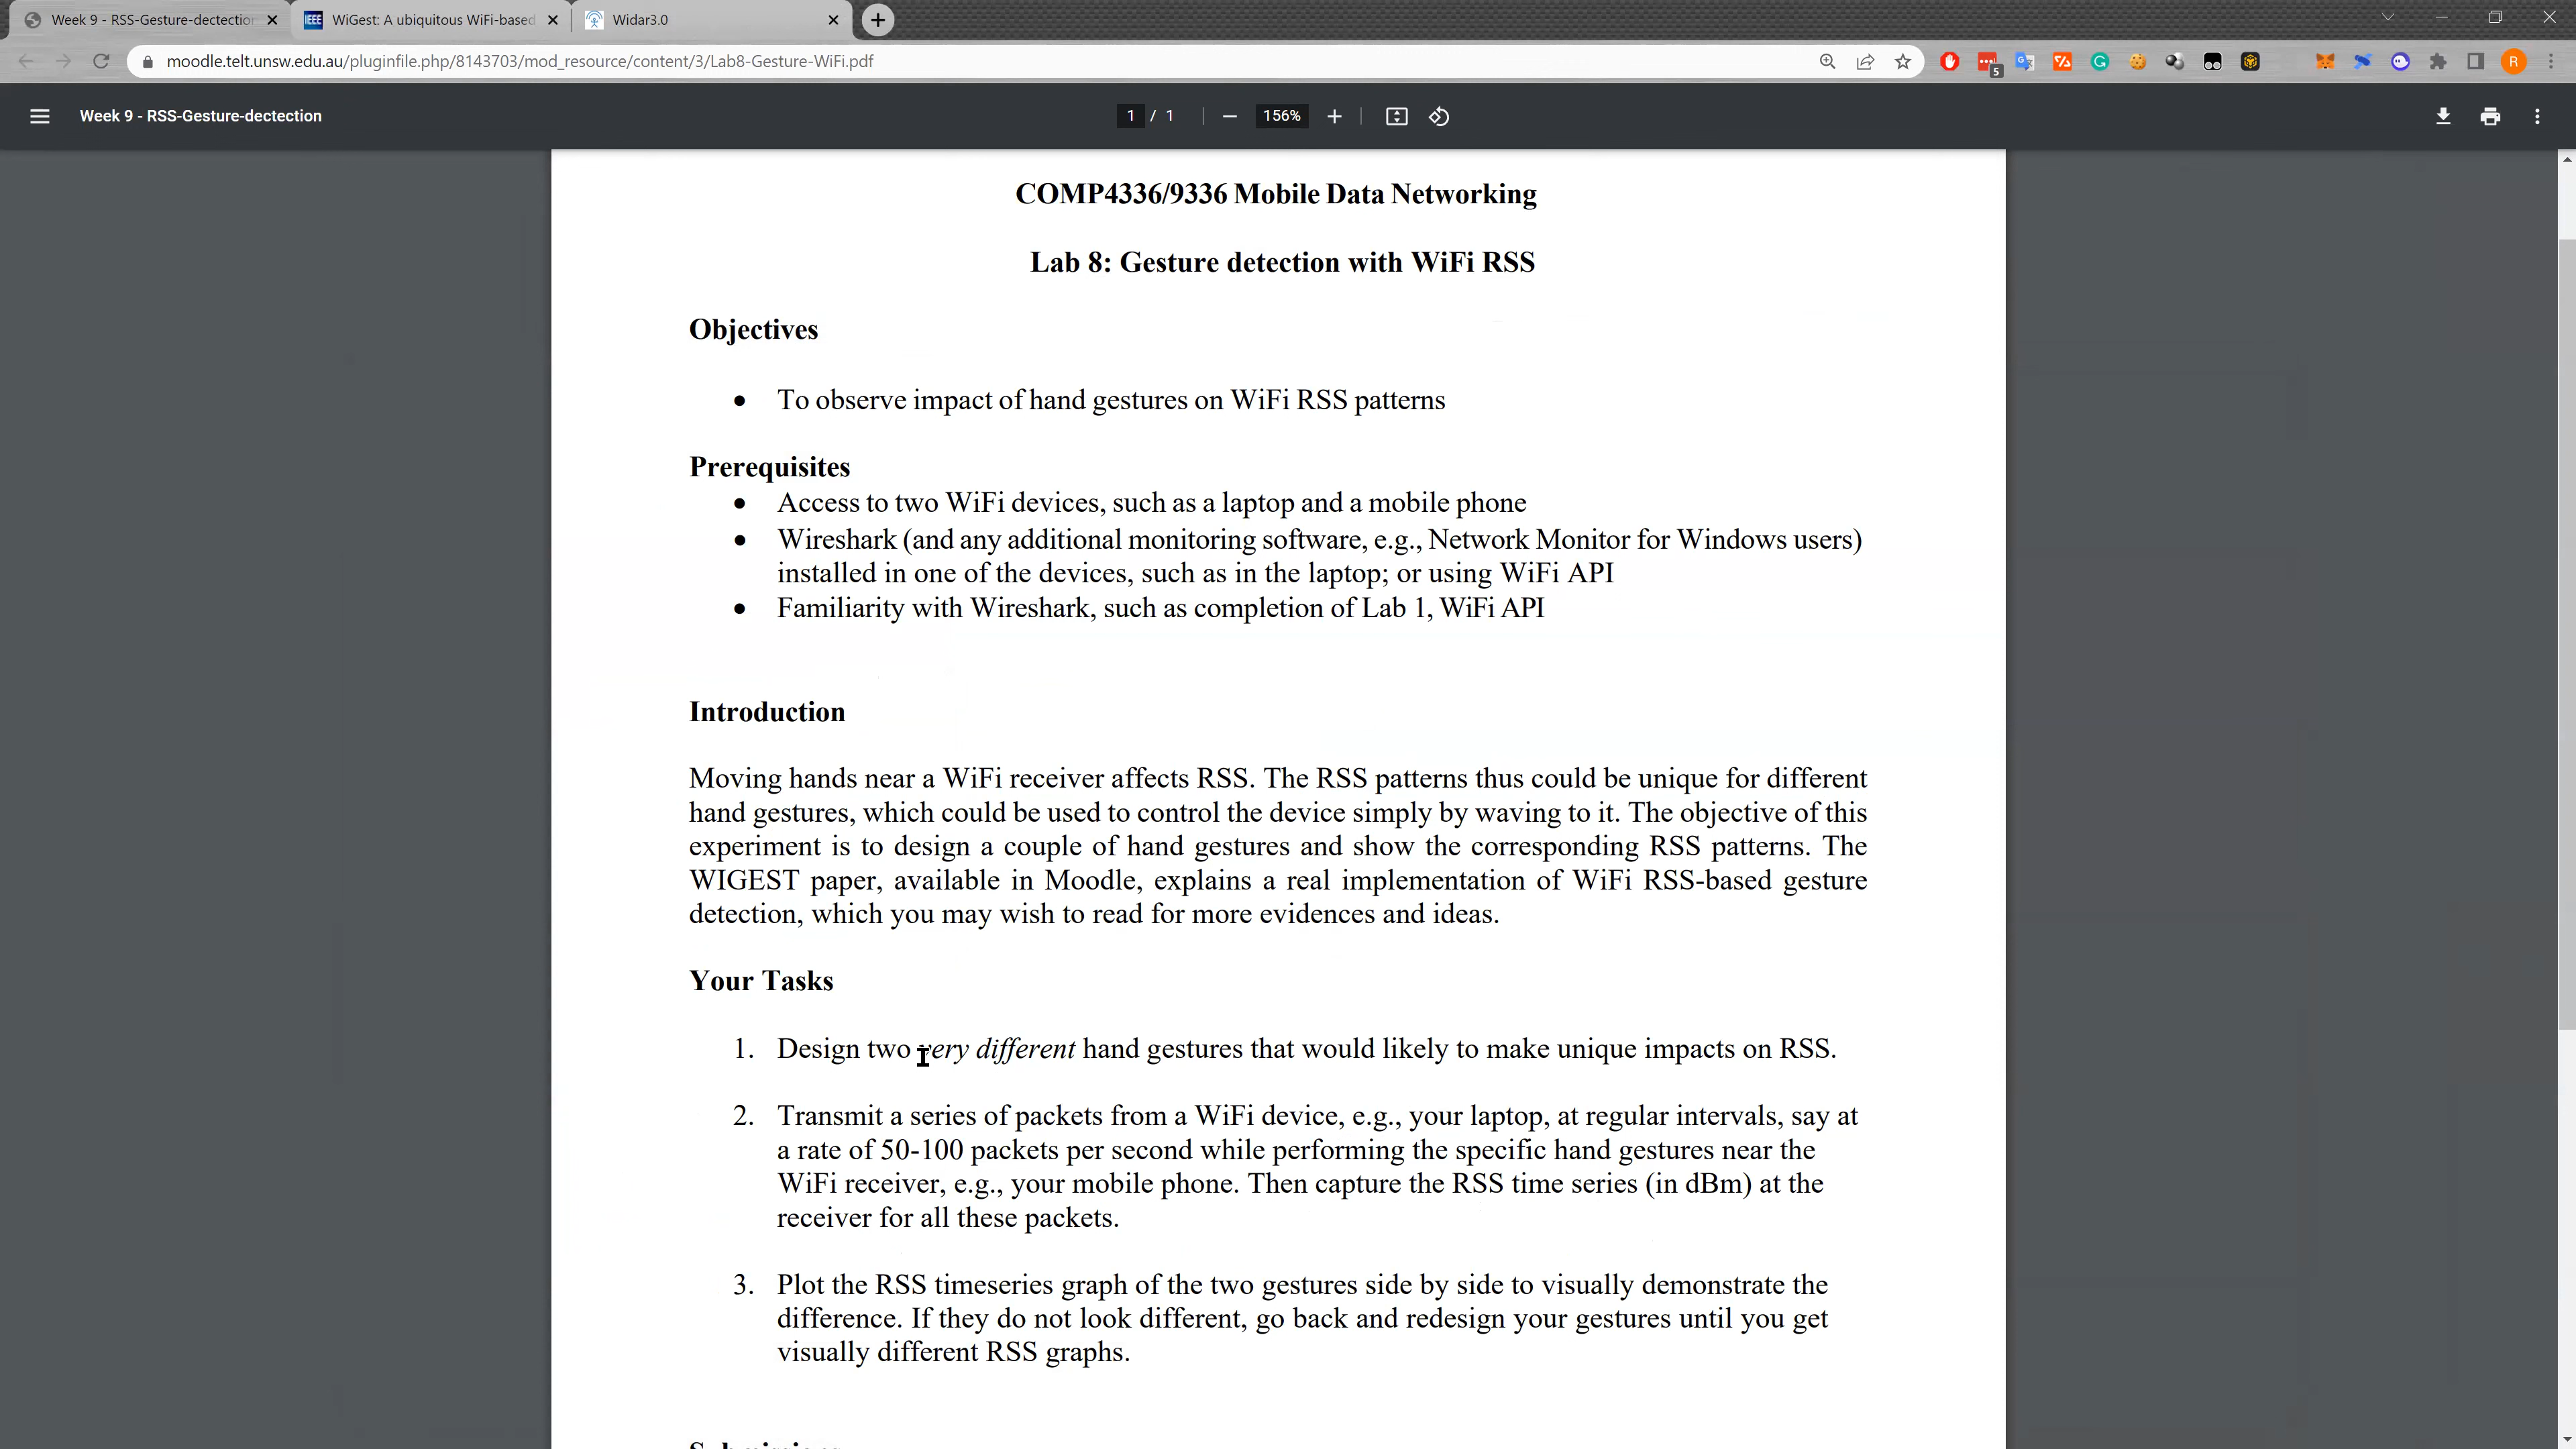 Week 9 - RSS-Gesture-dectectio
WiGest: A ubiquitous WiFi-based
Widar3.0
moodle.telt.unsw.edu.au/pluginfile.php/8143703/mod_resource/content/3/Lab8-Gesture-WiFi.pdf
5
R
Week 9 - RSS-Gesture-dectection
1 / 1
156%
COMP4336/9336 Mobile Data Networking
Lab 8: Gesture detection with WiFi RSS
Objectives
• To observe impact of hand gestures on WiFi RSS patterns
Prerequisites
• Access to two WiFi devices, such as a laptop and a mobile phone
• Wireshark (and any additional monitoring software, e.g., Network Monitor for Windows users)
installed in one of the devices, such as in the laptop; or using WiFi API
• Familiarity with Wireshark, such as completion of Lab 1, WiFi API
Introduction
Moving hands near a WiFi receiver affects RSS. The RSS patterns thus could be unique for different
hand gestures, which could be used to control the device simply by waving to it. The objective of this
experiment is to design a couple of hand gestures and show the corresponding RSS patterns. The
WIGEST paper, available in Moodle, explains a real implementation of WiFi RSS-based gesture
detection, which you may wish to read for more evidences and ideas.
Your Tasks
1. Design two very different hand gestures that would likely to make unique impacts on RSS.
2. Transmit a series of packets from a WiFi device, e.g., your laptop, at regular intervals, say at
a rate of 50-100 packets per second while performing the specific hand gestures near the
WiFi receiver, e.g., your mobile phone. Then capture the RSS time series (in dBm) at the
receiver for all these packets.
3. Plot the RSS timeseries graph of the two gestures side by side to visually demonstrate the
difference. If they do not look different, go back and redesign your gestures until you get
visually different RSS graphs.